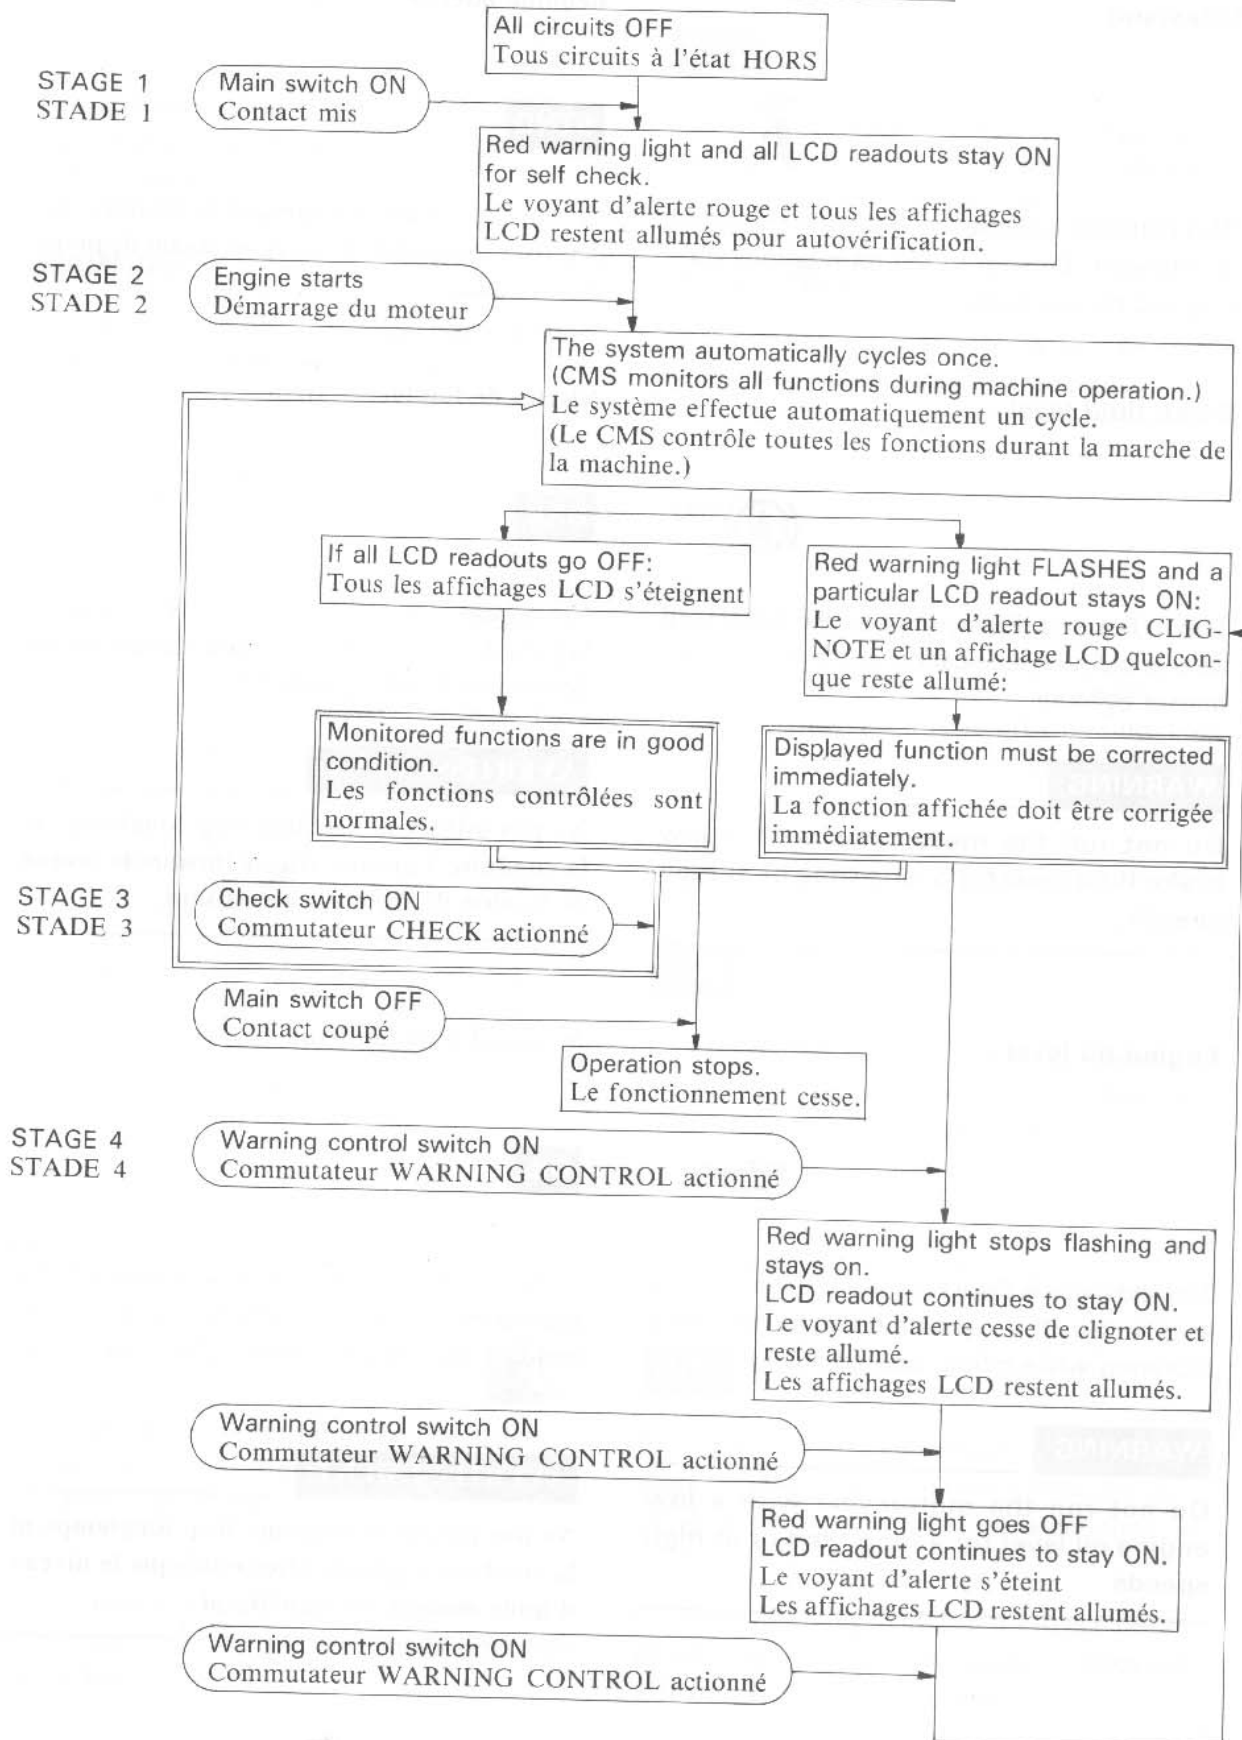 All circuits OFF
Tous circuits à l'état HORS
STAGE 1
STADE 1
Main switch ON
Contact mis
Red warning light and all LCD readouts stay ON
for self check.
Le voyant d'alerte rouge et tous les affichages
LCD restent allumés pour autovérification.
STAGE 2
STADE 2
Engine starts
Démarrage du moteur
The system automatically cycles once.
(CMS monitors all functions during machine operation.)
Le système effectue automatiquement un cycle.
(Le CMS contrôle toutes les fonctions durant la marche de
la machine.)
If all LCD readouts go OFF:
Tous les affichages LCD s'éteignent
Red warning light FLASHES and a
particular LCD readout stays ON:
Le voyant d'alerte rouge CLIG-
NOTE et un affichage LCD quelcon-
que reste allumé:
Monitored functions are in good
condition.
Les fonctions contrôlées sont
normales.
Displayed function must be corrected
immediately.
La fonction affichée doit être corrigée
immédiatement.
STAGE 3
STADE 3
Check switch ON
Commutateur CHECK actionné
Main switch OFF
Contact coupé
Operation stops.
Le fonctionnement cesse.
STAGE 4
STADE 4
Warning control switch ON
Commutateur WARNING CONTROL actionné
Red warning light stops flashing and
stays on.
LCD readout continues to stay ON.
Le voyant d'alerte cesse de clignoter et
reste allumé.
Les affichages LCD restent allumés.
Warning control switch ON
Commutateur WARNING CONTROL actionné
Red warning light goes OFF
LCD readout continues to stay ON.
Le voyant d'alerte s'éteint
Les affichages LCD restent allumés.
Warning control switch ON
Commutateur WARNING CONTROL actionné